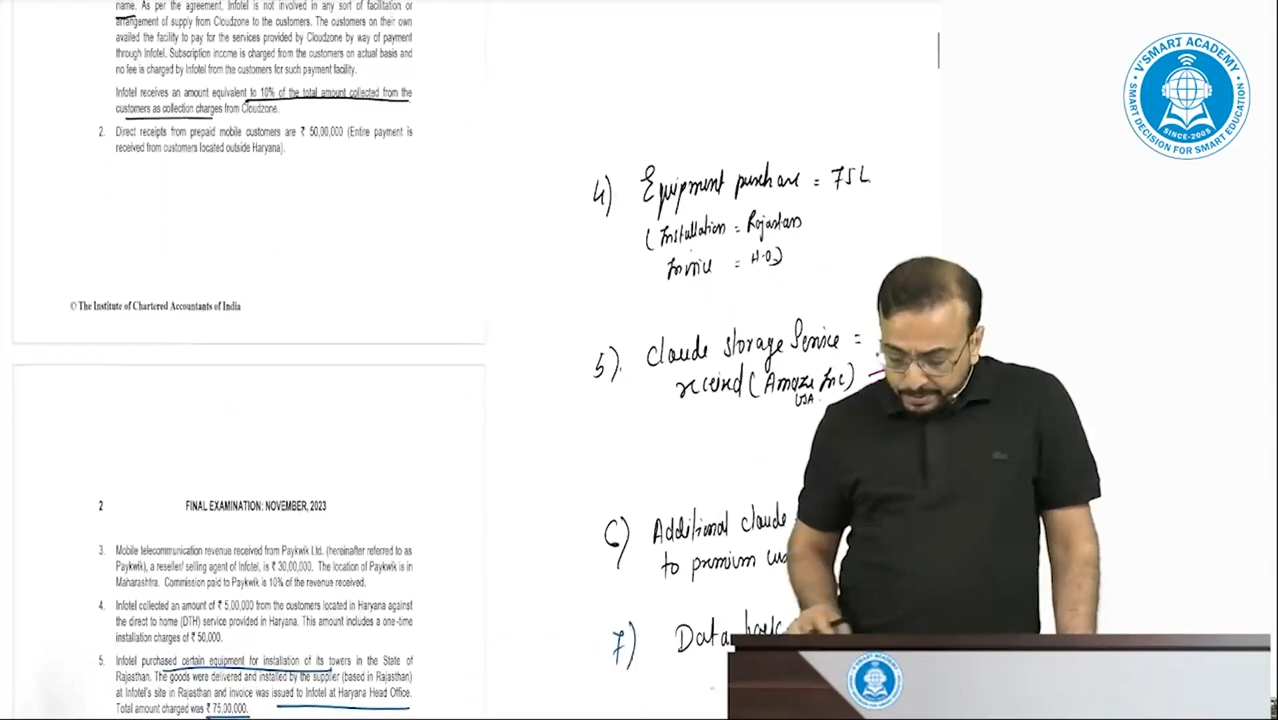 name. As per the agreement, Infotel is not involved in any sort of facilitation or
arrangement of supply from Cloudzone to the customers. The customers on their own
availed the facility to pay for the services provided by Cloudzone by way of payment
through Infotel. Subscription income is charged from the customers on actual basis and
no fee is charged by Infotel from the customers for such payment facility.
Infotel receives an amount equivalent to 10% of the total amount collected from the
customers as collection charges from Cloudzone.
2. Direct receipts from prepaid mobile customers are ₹ 50,00,000 (Entire payment is
received from customers located outside Haryana).
© The Institute of Chartered Accountants of India
2 FINAL EXAMINATION: NOVEMBER, 2023
3. Mobile telecommunication revenue received from Paykwik Ltd. (hereinafter referred to as
Paykwik), a reseller/ selling agent of Infotel, is ₹ 30,00,000. The location of Paykwik is in
Maharashtra. Commission paid to Paykwik is 10% of the revenue received.
4. Infotel collected an amount of ₹ 5,00,000 from the customers located in Haryana against
the direct to home (DTH) service provided in Haryana. This amount includes a one-time
installation charges of ₹ 50,000.
5. Infotel purchased certain equipment for installation of its towers in the State of
Rajasthan. The goods were delivered and installed by the supplier (based in Rajasthan)
at Infotel's site in Rajasthan and invoice was issued to Infotel at Haryana Head Office.
Total amount charged was ₹ 75,00,000.
4) Equipment purchase = 75L
(Installation = Rajastan
Invoice = H.O)
5). Claude Storage Service =
received (Amaze Inc)
USA
6) Additional claude
to premium
7) Data
V'SMART ACADEMY
SINCE-2005
SMART DECISION FOR SMART EDUCATION